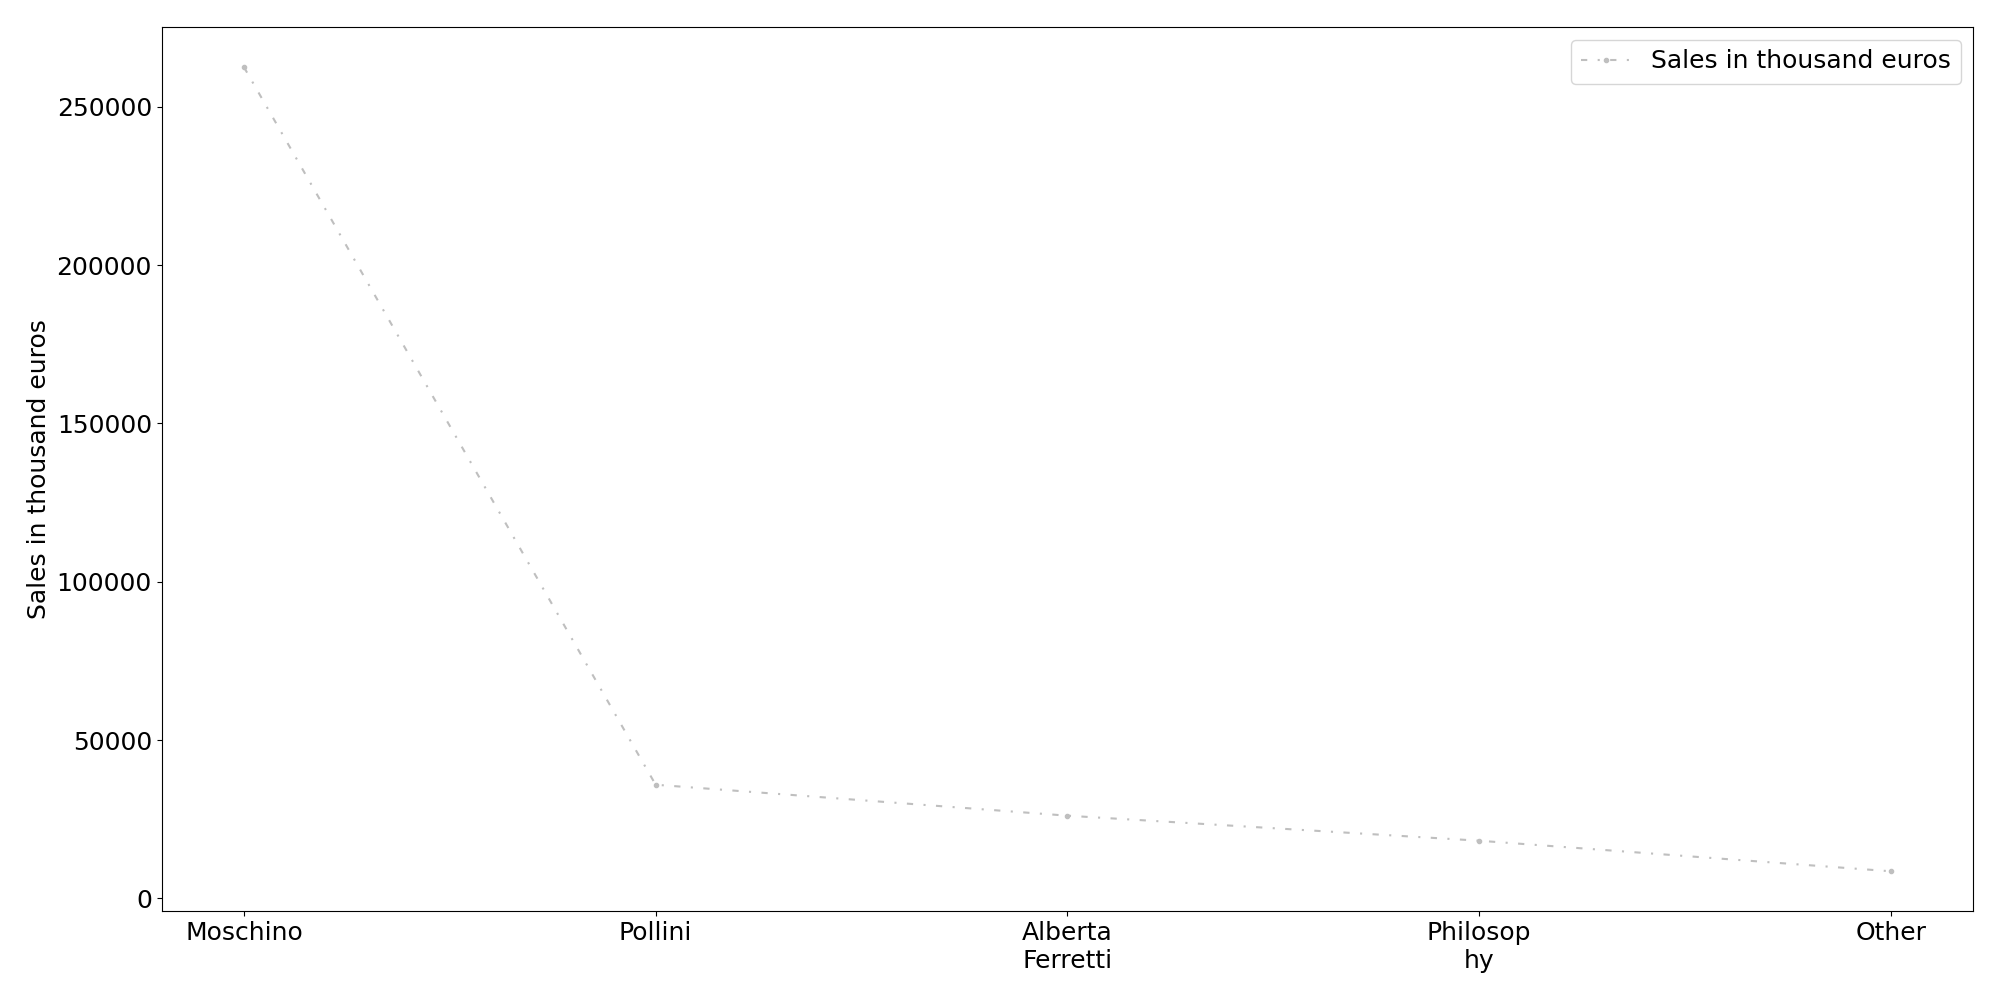 Sales in thousand euros
250000
200000
150000
100000
50000
0
Sales in thousand euros
Moschino
Pollini
Alberta
Ferretti
Philosop
hy
Other